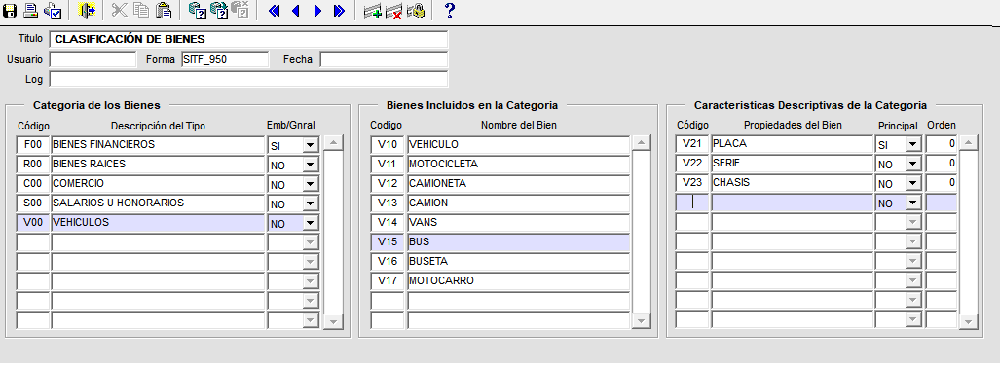 Titulo CLASIFICACIÓN DE BIENES
Usuario Forma SITF_950 Fecha
Log
Categoria de los Bienes
Código Descripción del Tipo Emb/Gnral
F00 BIENES FINANCIEROS SI
R00 BIENES RAICES NO
C00 COMERCIO NO
S00 SALARIOS U HONORARIOS NO
V00 VEHICULOS NO
Bienes Incluidos en la Categoria
Codigo Nombre del Bien
V10 VEHICULO
V11 MOTOCICLETA
V12 CAMIONETA
V13 CAMION
V14 VANS
V15 BUS
V16 BUSETA
V17 MOTOCARRO
Caracteristicas Descriptivas de la Categoria
Código Propiedades del Bien Principal Orden
V21 PLACA SI 0
V22 SERIE NO 0
V23 CHASIS NO 0
NO